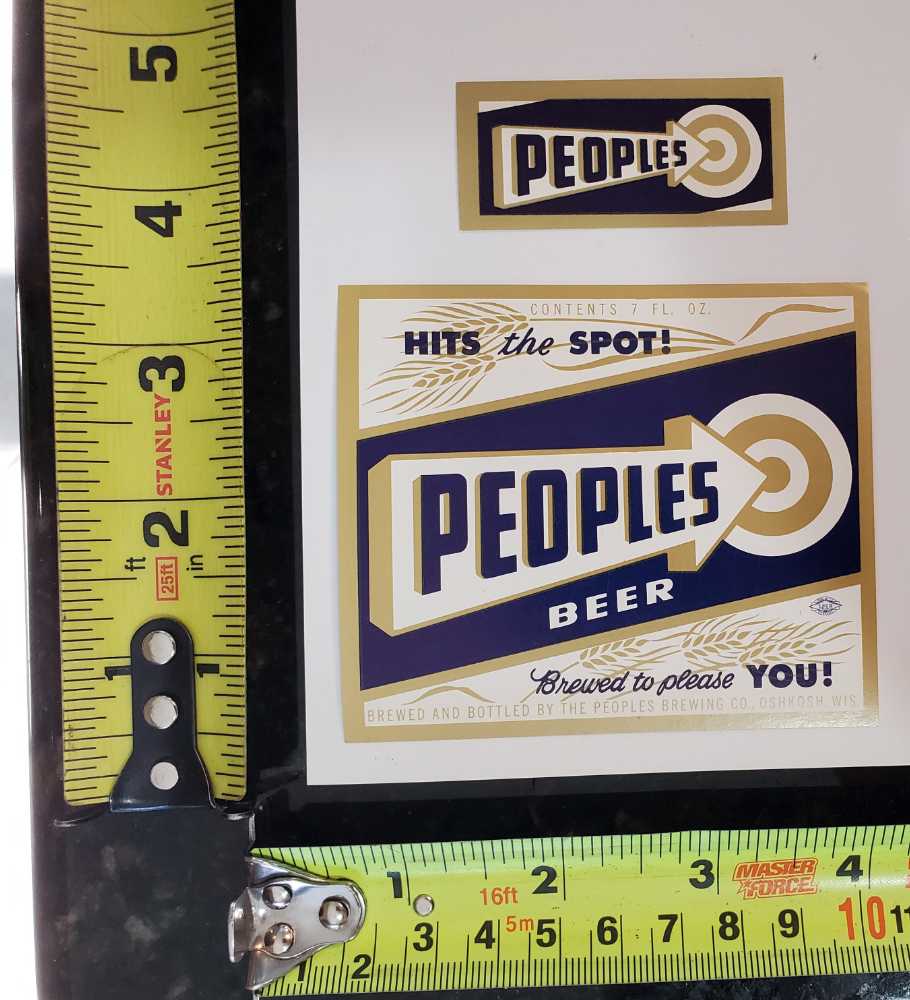 5
4
3
STANLEY
2
ft
25ft
in
1 1
PEOPLES
CONTENTS 7 FL. OZ.
HITS the SPOT!
PEOPLES
BEER
Brewed to please YOU!
BREWED AND BOTTLED BY THE PEOPLES BREWING CO., OSHKOSH, WIS.
1 2 3 4
16ft
MASTER
FORCE
5m
1 2 3 4 5 6 7 8 9 10 11